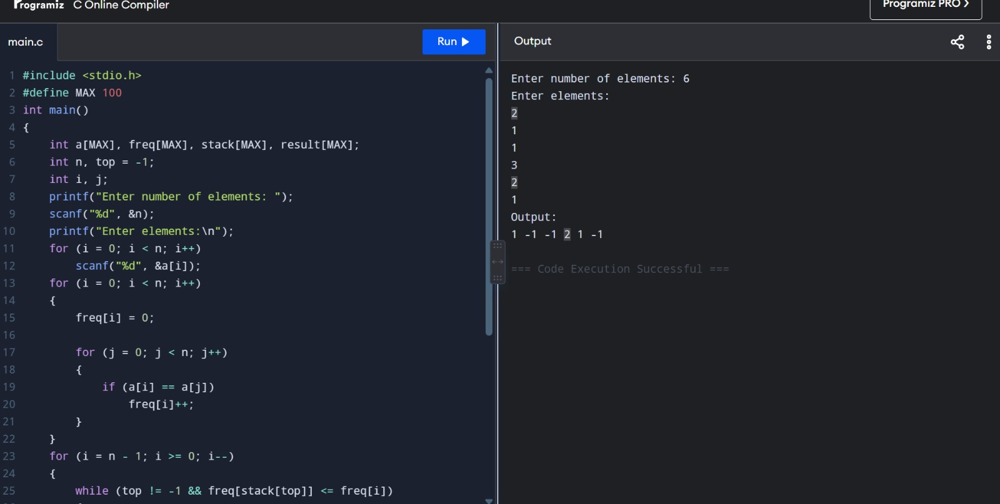 Programiz C Online Compiler
Programiz PRO
main.c
Run
1 #include <stdio.h>
2 #define MAX 100
3 int main()
4 {
5     int a[MAX], freq[MAX], stack[MAX], result[MAX];
6     int n, top = -1;
7     int i, j;
8     printf("Enter number of elements: ");
9     scanf("%d", &n);
10     printf("Enter elements:\n");
11     for (i = 0; i < n; i++)
12         scanf("%d", &a[i]);
13     for (i = 0; i < n; i++)
14     {
15         freq[i] = 0;
16
17         for (j = 0; j < n; j++)
18         {
19             if (a[i] == a[j])
20                 freq[i]++;
21         }
22     }
23     for (i = n - 1; i >= 0; i--)
24     {
25         while (top != -1 && freq[stack[top]] <= freq[i])
Output
Enter number of elements: 6
Enter elements:
2
1
1
3
2
1
Output:
1 -1 -1 2 1 -1
=== Code Execution Successful ===